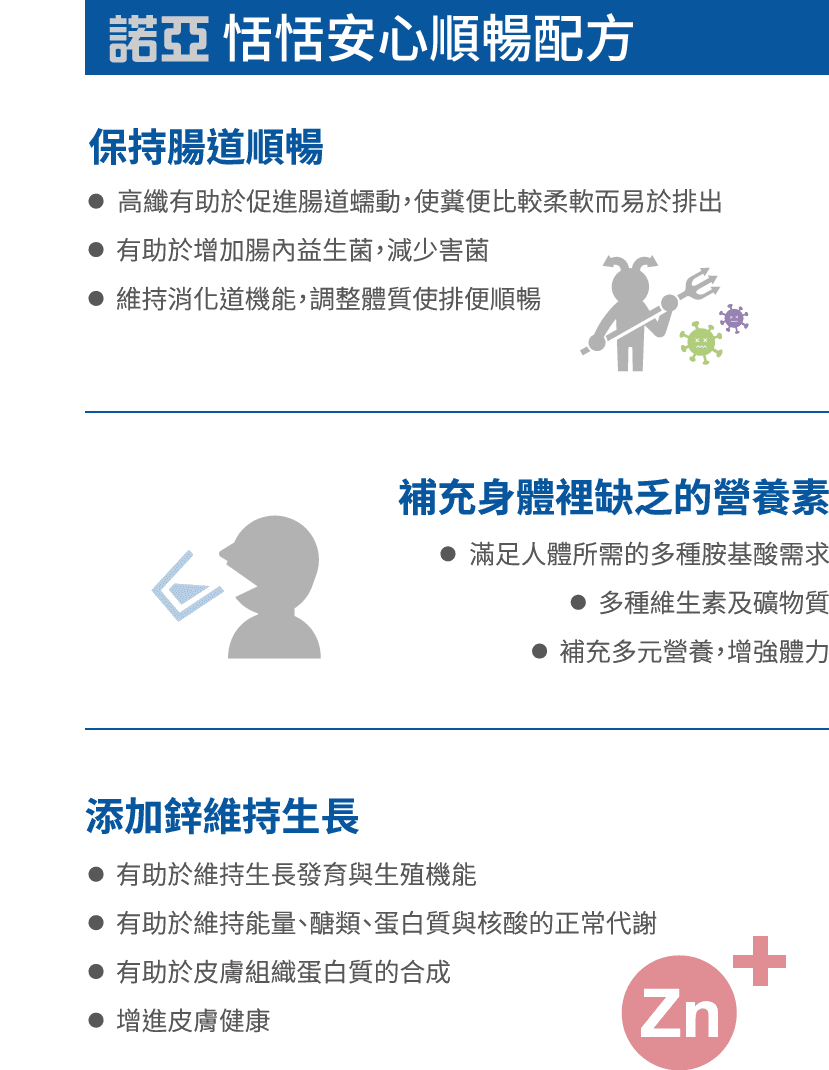 諾亞 恬恬安心順暢配方
保持腸道順暢
● 高纖有助於促進腸道蠕動,使糞便比較柔軟而易於排出
● 有助於增加腸內益生菌,減少害菌
● 維持消化道機能,調整體質使排便順暢
補充身體裡缺乏的營養素
● 滿足人體所需的多種胺基酸需求
● 多種維生素及礦物質
● 補充多元營養,增強體力
添加鋅維持生長
● 有助於維持生長發育與生殖機能
● 有助於維持能量、醣類、蛋白質與核酸的正常代謝
● 有助於皮膚組織蛋白質的合成
● 增進皮膚健康
Zn+